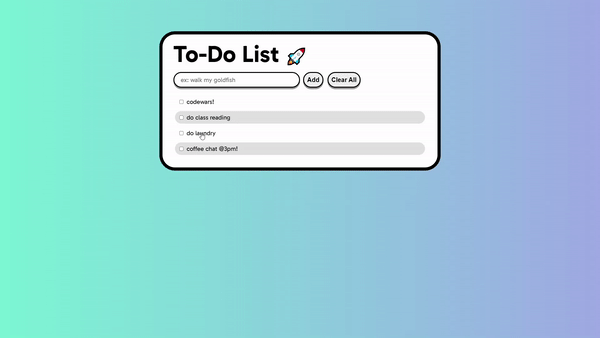 To-Do List 🚀
ex: walk my goldfish Add Clear All
codewars!
do class reading
do laundry
coffee chat @3pm!